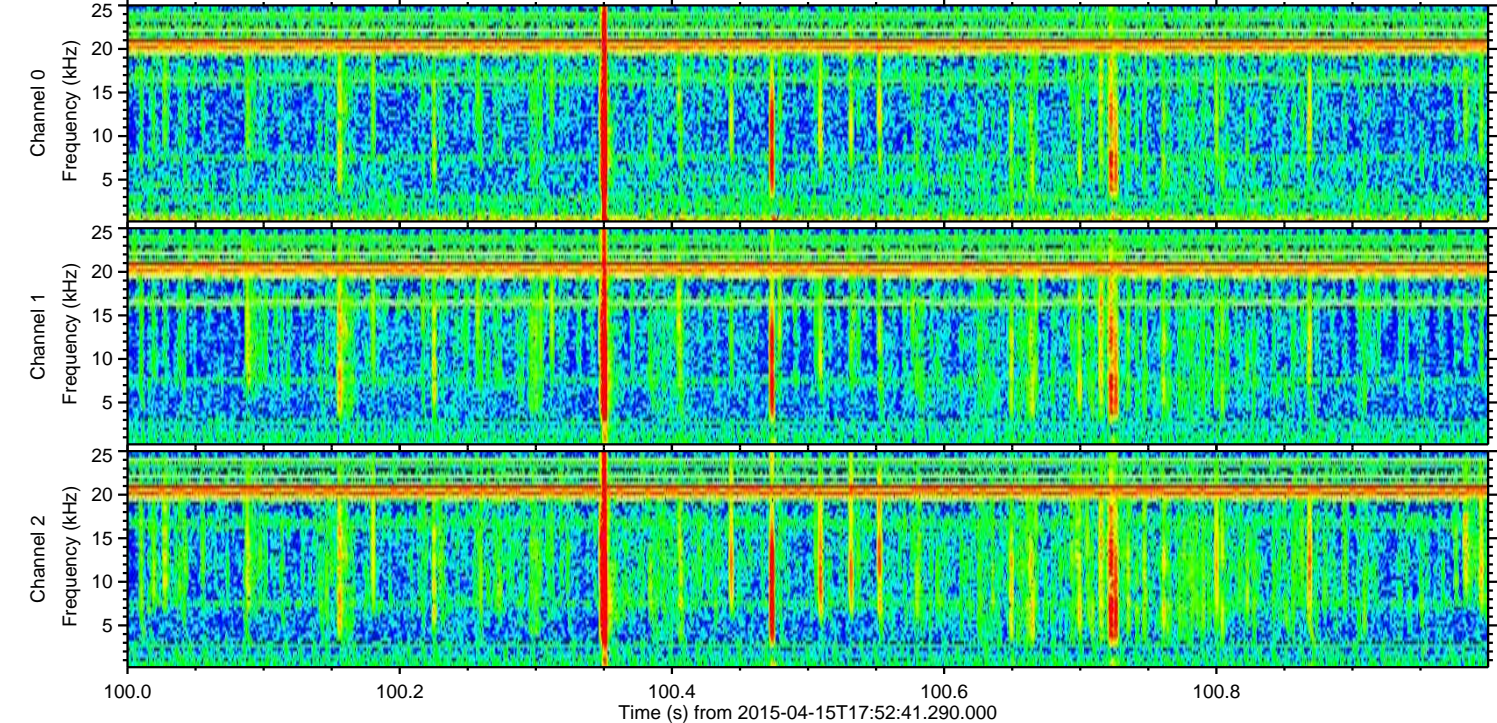 Channel 0
Frequency (kHz)
25
20
15
10
5
Channel 1
Frequency (kHz)
25
20
15
10
5
Channel 2
Frequency (kHz)
25
20
15
10
5
100.0 100.2 100.4 100.6 100.8
Time (s) from 2015-04-15T17:52:41.290.000